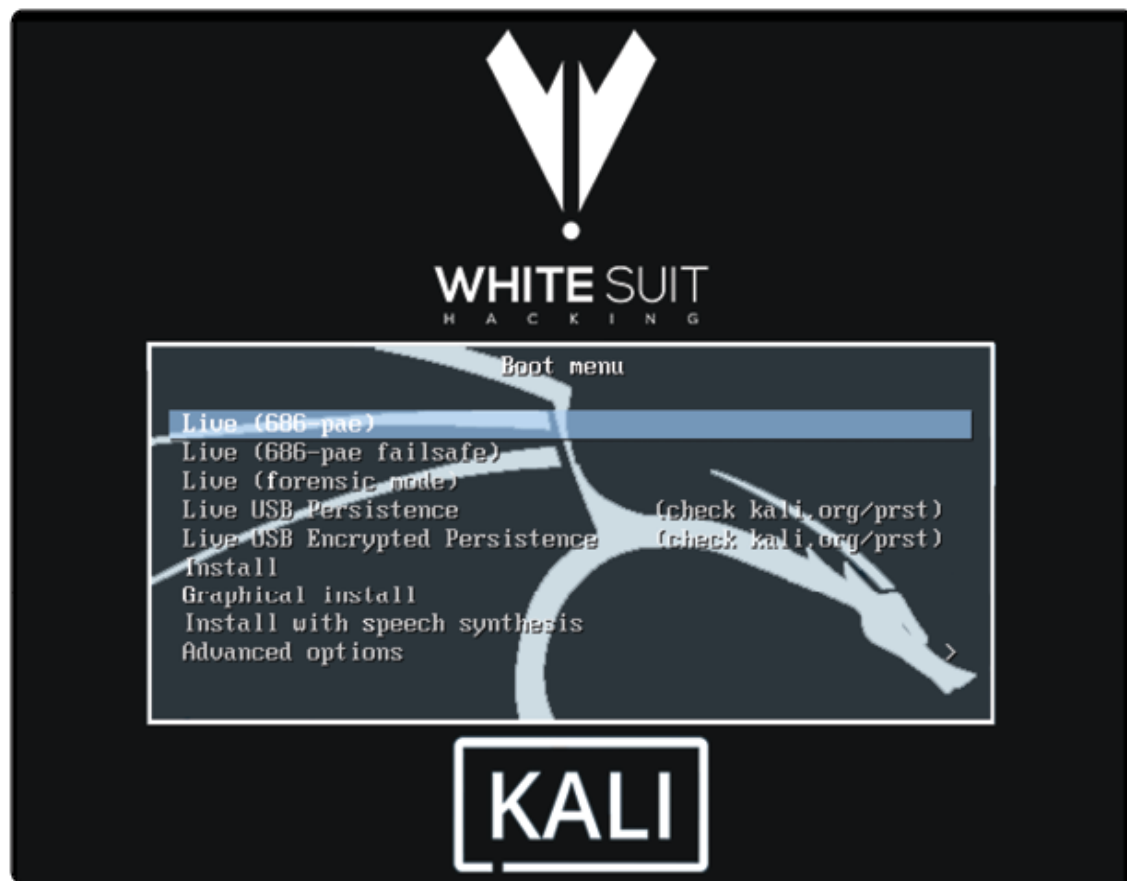 WHITE SUIT
HACKING
Boot menu
Live (686-pae)
Live (686-pae failsafe)
Live (forensic mode)
Live USB Persistence (check kali.org/prst)
Live USB Encrypted Persistence (check kali.org/prst)
Install
Graphical install
Install with speech synthesis
Advanced options >
KALI